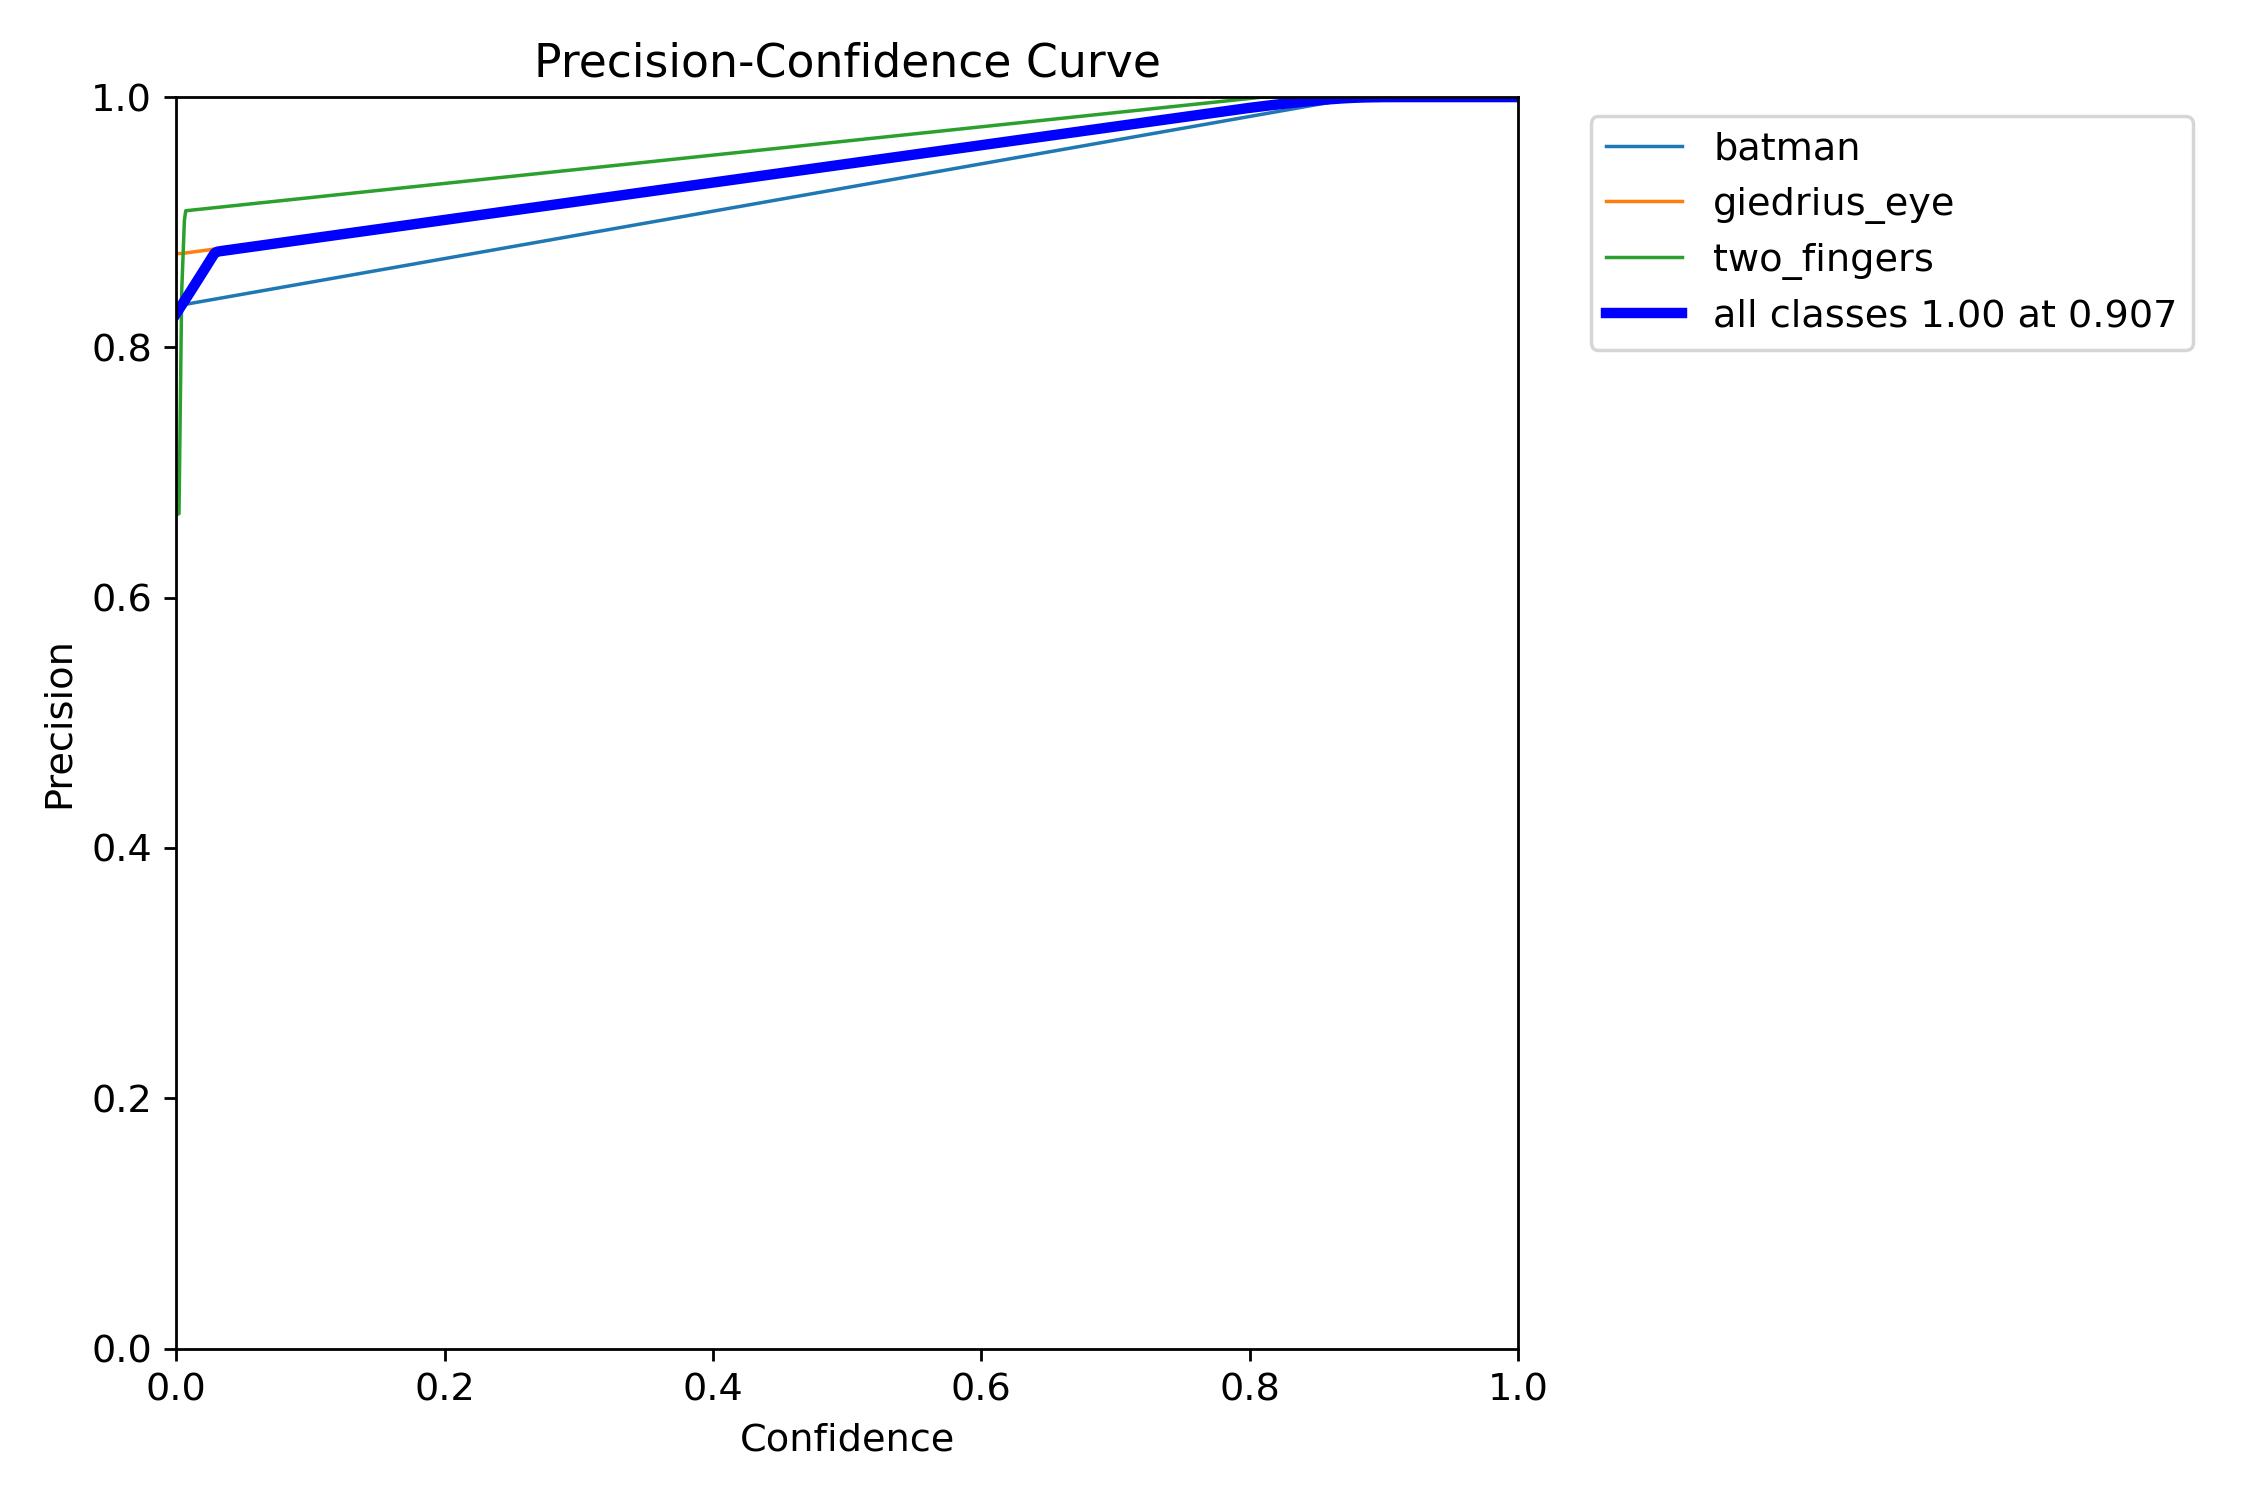 Precision-Confidence Curve
1.0
0.8
0.6
0.4
0.2
0.0
Precision
0.0 0.2 0.4 0.6 0.8 1.0
Confidence
batman
giedrius_eye
two_fingers
all classes 1.00 at 0.907